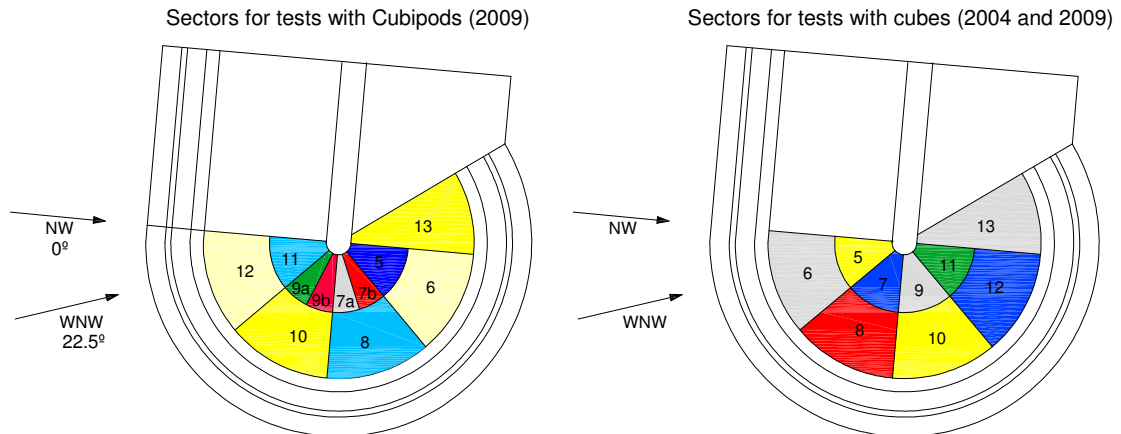 Sectors for tests with Cubipods (2009)
NW
0º
WNW
22.5º
13
5
11
12
6
9a
9b
7a
7b
10
8
Sectors for tests with cubes (2004 and 2009)
NW
WNW
13
5
11
6
7
9
12
8
10